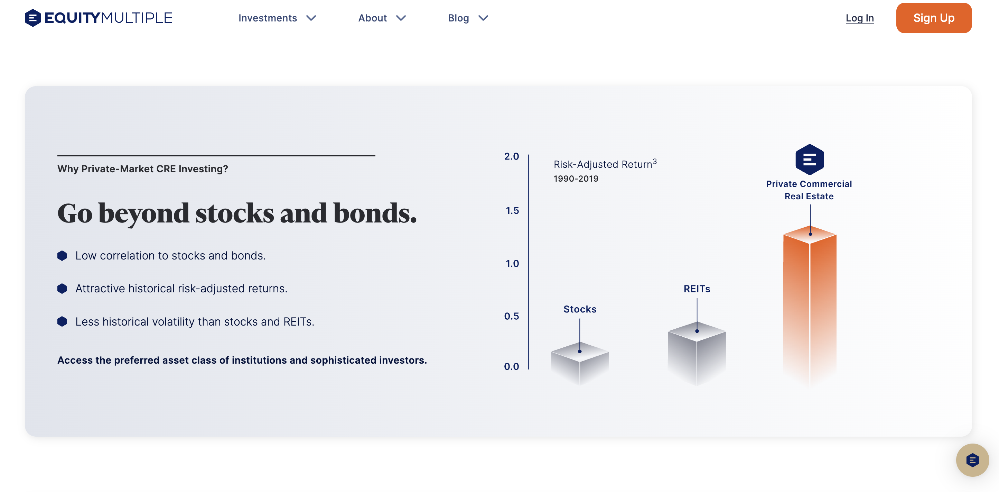 EQUITYMULTIPLE
Investments
About
Blog
Log In
Sign Up
Why Private-Market CRE Investing?
Go beyond stocks and bonds.
Low correlation to stocks and bonds.
Attractive historical risk-adjusted returns.
Less historical volatility than stocks and REITs.
Access the preferred asset class of institutions and sophisticated investors.
Risk-Adjusted Return³
1990-2019
2.0
1.5
1.0
0.5
0.0
Stocks
REITs
Private Commercial
Real Estate